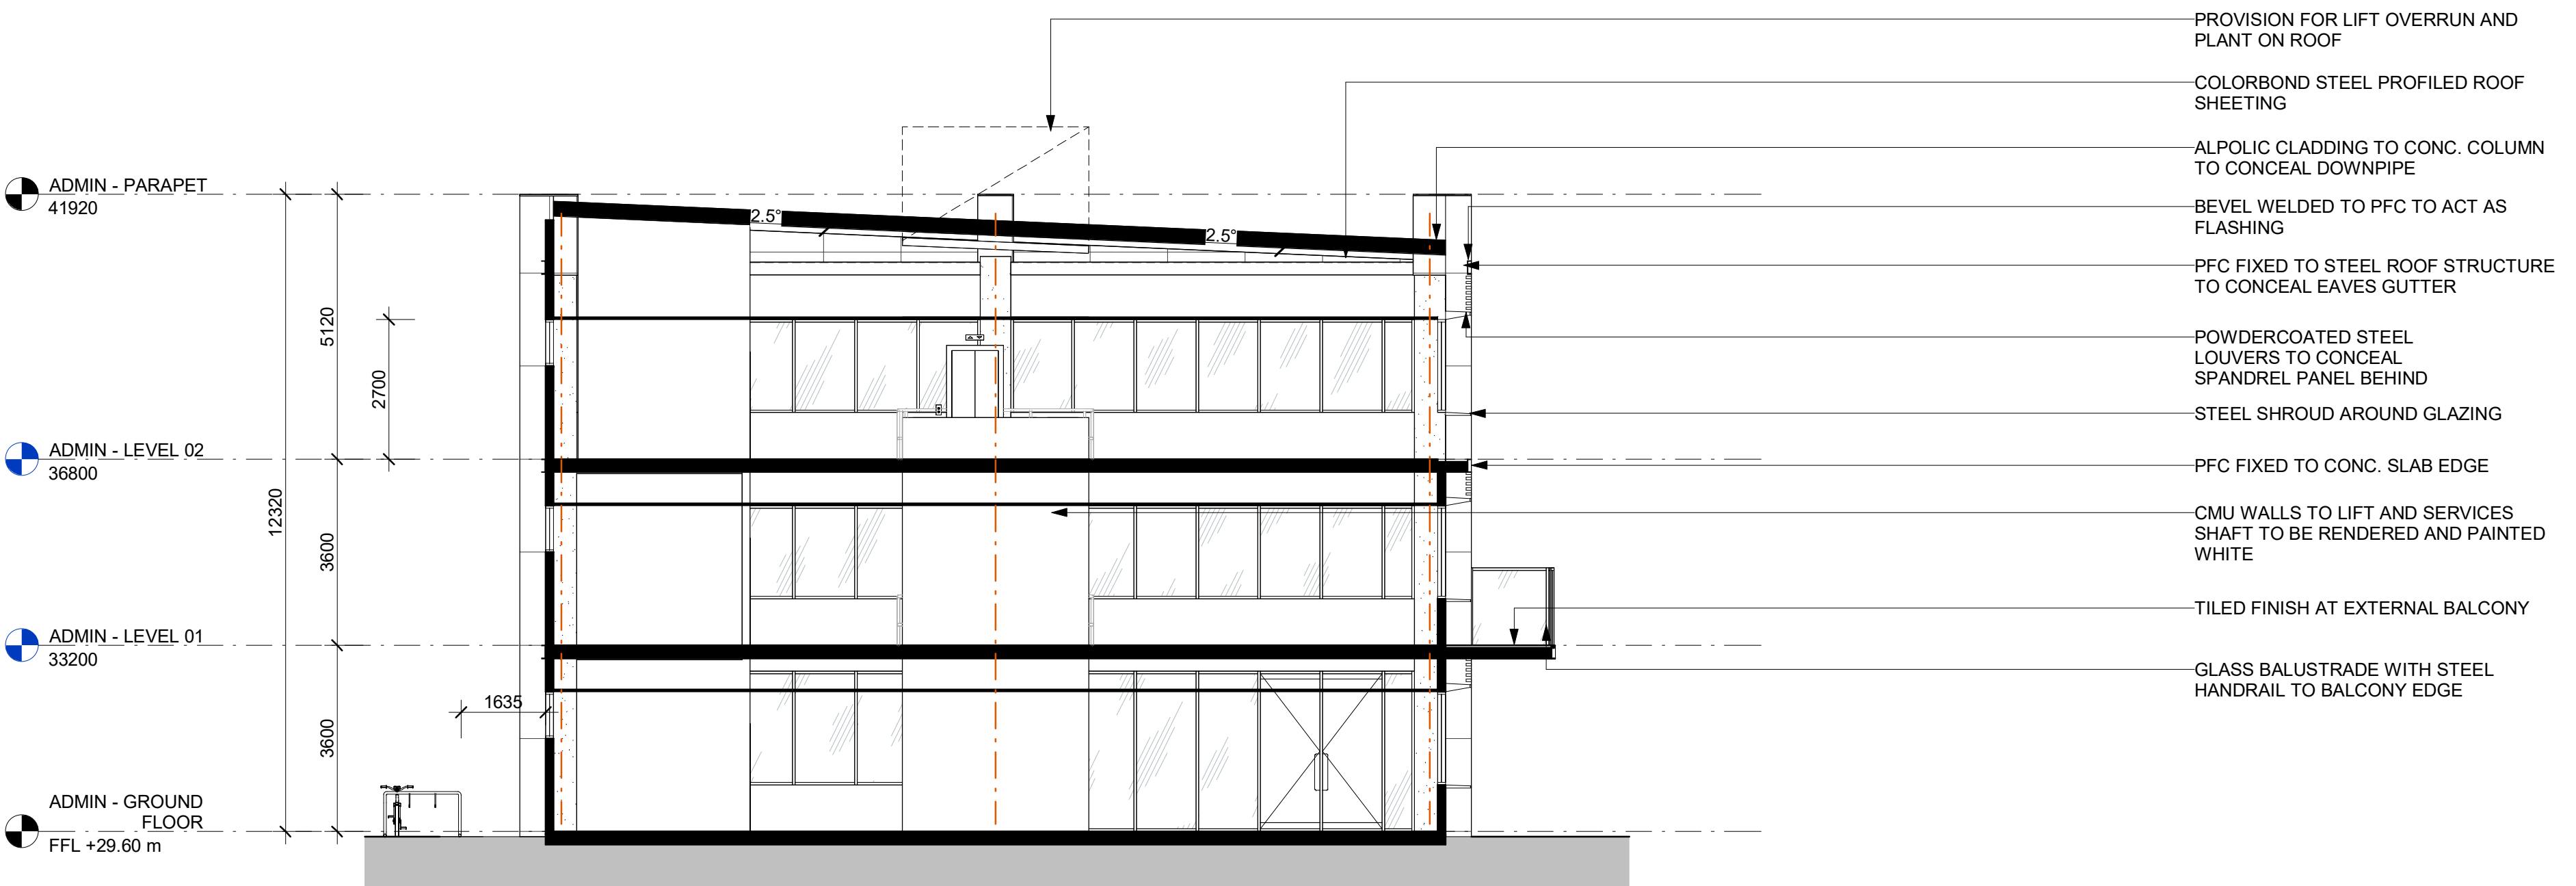 PROVISION FOR LIFT OVERRUN AND
PLANT ON ROOF
COLORBOND STEEL PROFILED ROOF
SHEETING
ALPOLIC CLADDING TO CONC. COLUMN
TO CONCEAL DOWNPIPE
BEVEL WELDED TO PFC TO ACT AS
FLASHING
PFC FIXED TO STEEL ROOF STRUCTURE
TO CONCEAL EAVES GUTTER
POWDERCOATED STEEL
LOUVERS TO CONCEAL
SPANDREL PANEL BEHIND
STEEL SHROUD AROUND GLAZING
PFC FIXED TO CONC. SLAB EDGE
CMU WALLS TO LIFT AND SERVICES
SHAFT TO BE RENDERED AND PAINTED
WHITE
TILED FINISH AT EXTERNAL BALCONY
GLASS BALUSTRADE WITH STEEL
HANDRAIL TO BALCONY EDGE
ADMIN - PARAPET
41920
ADMIN - LEVEL 02
36800
ADMIN - LEVEL 01
33200
ADMIN - GROUND
FLOOR
FFL +29.60 m
12320
5120
3600
3600
2700
1635
2.5°
2.5°